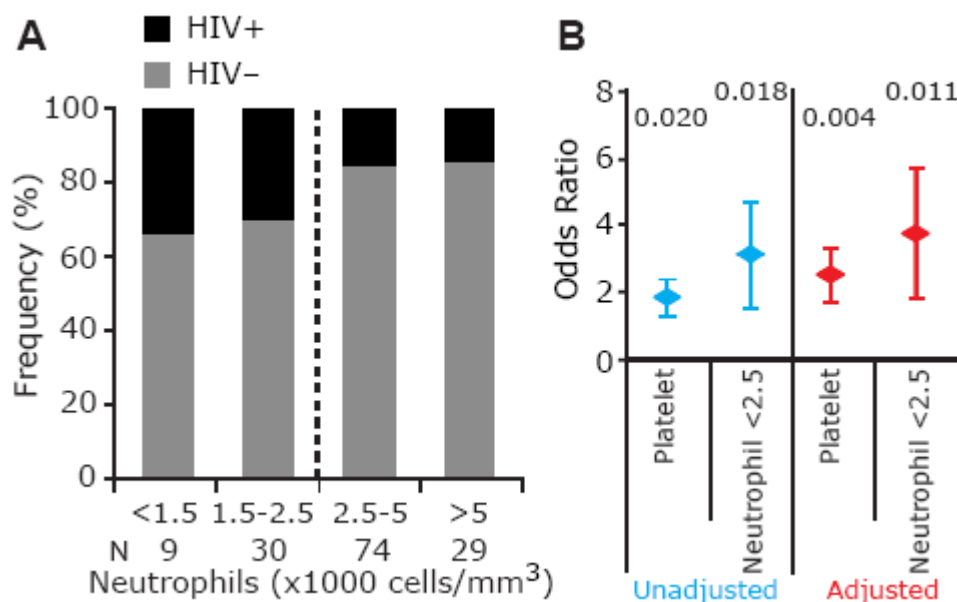 A
HIV+
HIV–
Frequency (%)
100
80
60
40
20
0
<1.5 1.5-2.5 2.5-5 >5
N 9 30 74 29
Neutrophils (x1000 cells/mm³)
B
Odds Ratio
8
6
4
2
0
0.020 0.018 0.004 0.011
Platelet
Neutrophil <2.5
Platelet
Neutrophil <2.5
Unadjusted Adjusted